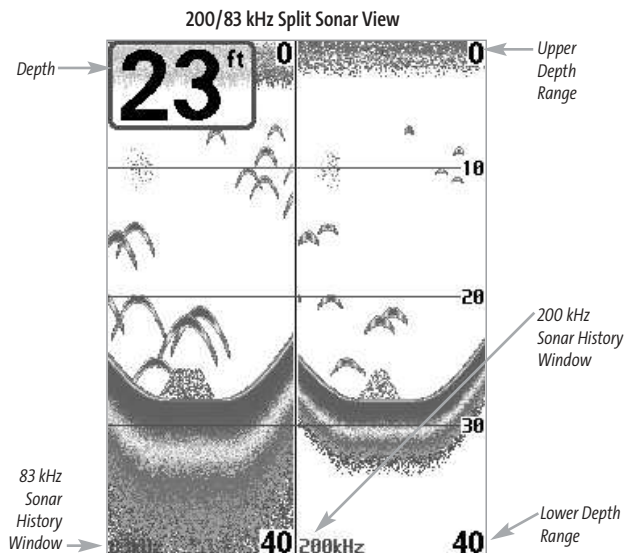 200/83 kHz Split Sonar View
Depth
23 ft
0
0
Upper
Depth
Range
10
20
200 kHz
Sonar History
Window
30
83 kHz
Sonar
History
Window
40
200kHz
40
Lower Depth
Range